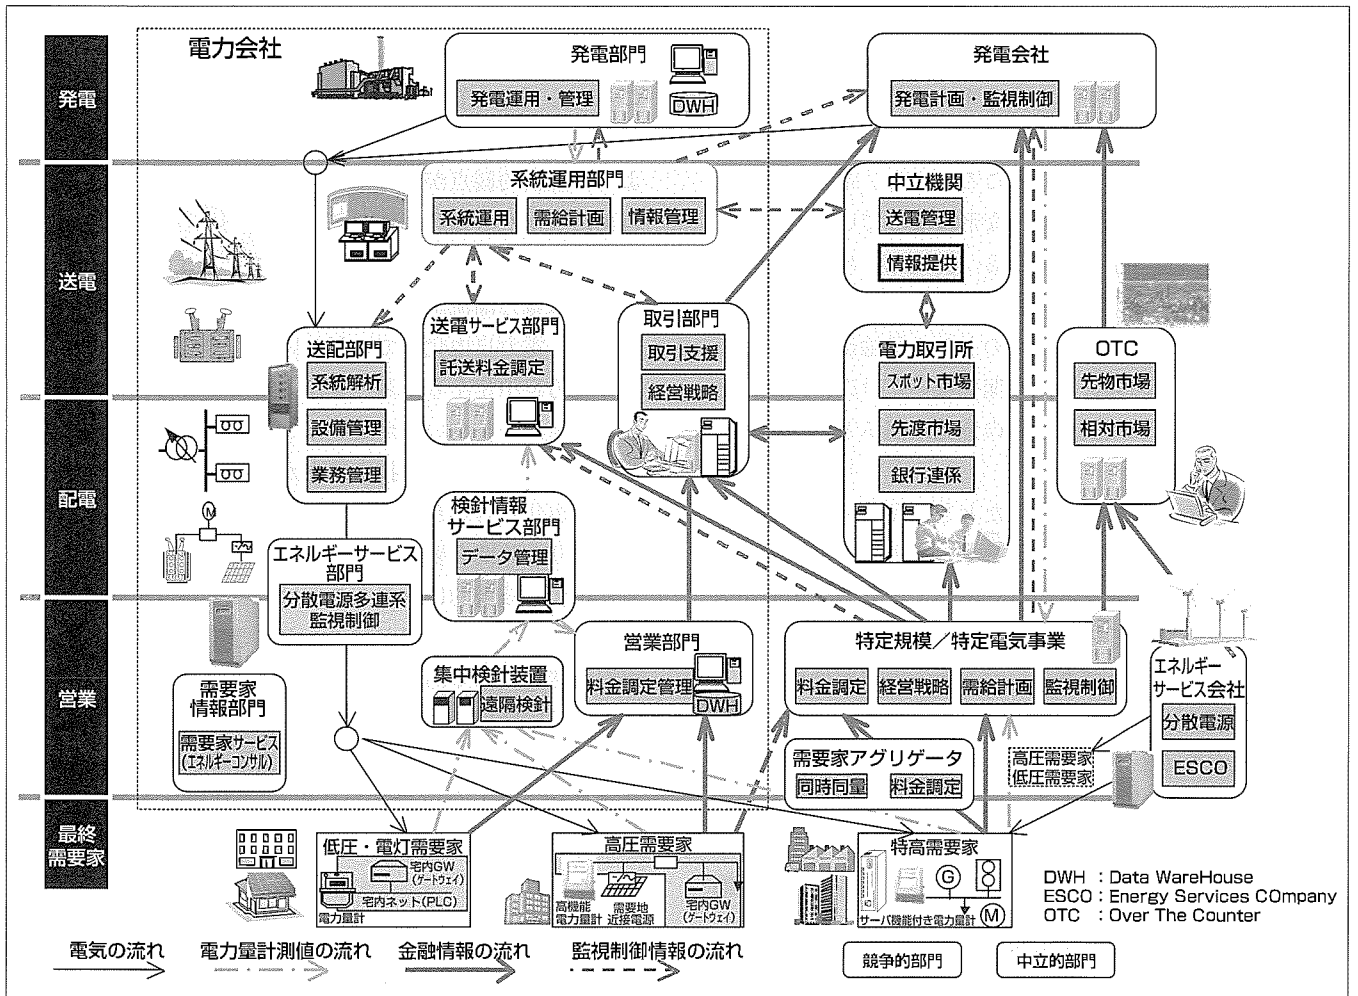 発電
送電
配電
営業
最終
需要家
電力会社
発電部門
発電運用・管理
DWH
発電会社
発電計画・監視制御
系統運用部門
系統運用
需給計画
情報管理
中立機関
送電管理
情報提供
送配部門
系統解析
設備管理
業務管理
送電サービス部門
託送料金調定
取引部門
取引支援
経営戦略
電力取引所
スポット市場
先渡市場
銀行連係
OTC
先物市場
相対市場
M
エネルギーサービス
部門
分散電源多連系
監視制御
検針情報
サービス部門
データ管理
需要家
情報部門
需要家サービス
(エネルギーコンサル)
集中検針装置
遠隔検針
営業部門
料金調定管理
DWH
特定規模/特定電気事業
料金調定
経営戦略
需給計画
監視制御
需要家アグリゲータ
同時同量
料金調定
高圧需要家
低圧需要家
エネルギー
サービス会社
分散電源
ESCO
低圧・電灯需要家
宅内GW
(ゲートウェイ)
宅内ネット(PLC)
電力量計
高圧需要家
高機能
電力量計
需要地
近接電源
宅内GW
(ゲートウェイ)
特高需要家
G
サーバ機能付き電力量計
M
DWH : Data WareHouse
ESCO : Energy Services COmpany
OTC : Over The Counter
電気の流れ
電力量計測値の流れ
金融情報の流れ
監視制御情報の流れ
競争的部門
中立的部門